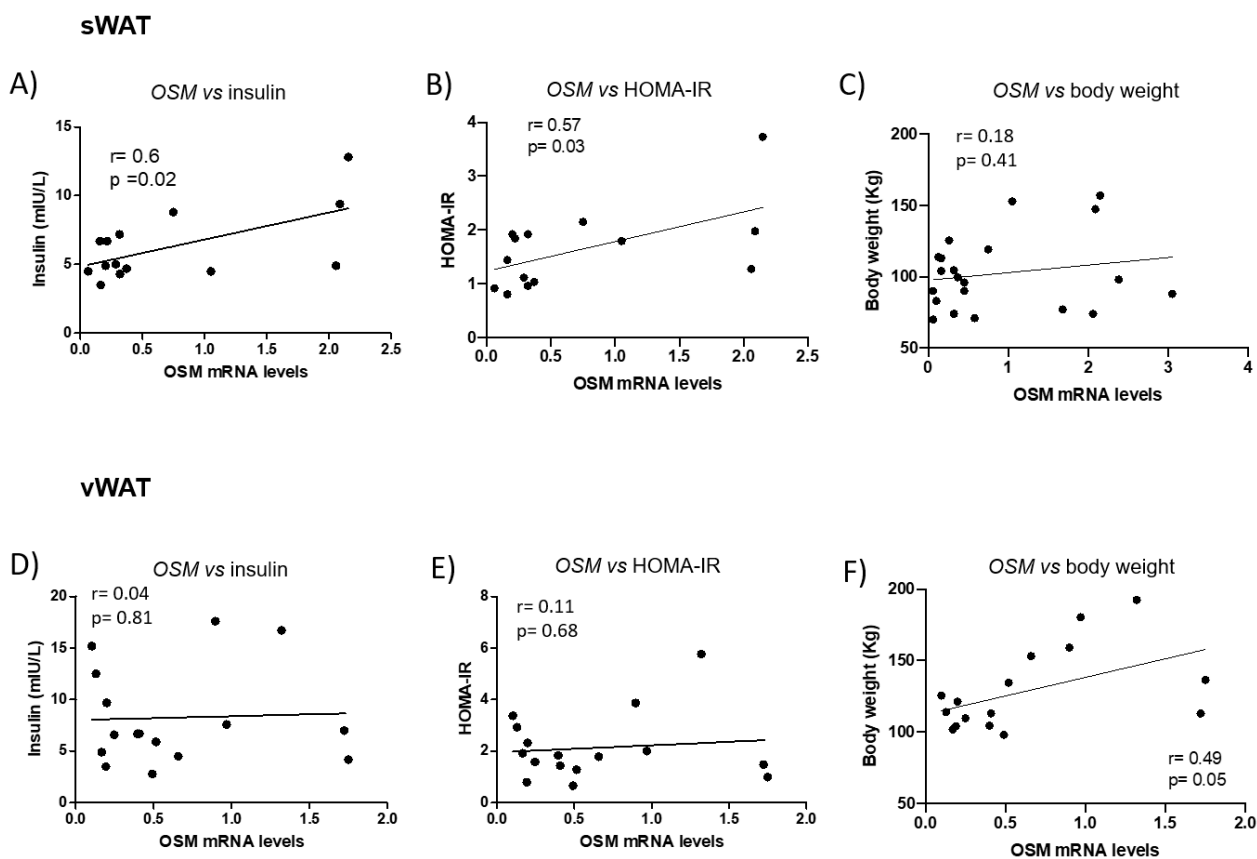 sWAT
A)
OSM vs insulin
r= 0.6
p =0.02
Insulin (mIU/L)
15
10
5
0
0.0 0.5 1.0 1.5 2.0 2.5
OSM mRNA levels
B)
OSM vs HOMA-IR
r= 0.57
p= 0.03
HOMA-IR
4
3
2
1
0
0.0 0.5 1.0 1.5 2.0 2.5
OSM mRNA levels
C)
OSM vs body weight
r= 0.18
p= 0.41
Body weight (Kg)
200
150
100
50
0 1 2 3 4
OSM mRNA levels
vWAT
D)
OSM vs insulin
r= 0.04
p= 0.81
Insulin (mIU/L)
20
15
10
5
0
0.0 0.5 1.0 1.5 2.0
OSM mRNA levels
E)
OSM vs HOMA-IR
r= 0.11
p= 0.68
HOMA-IR
8
6
4
2
0
0.0 0.5 1.0 1.5 2.0
OSM mRNA levels
F)
OSM vs body weight
Body weight (Kg)
200
150
100
50
r= 0.49
p= 0.05
0.0 0.5 1.0 1.5 2.0
OSM mRNA levels